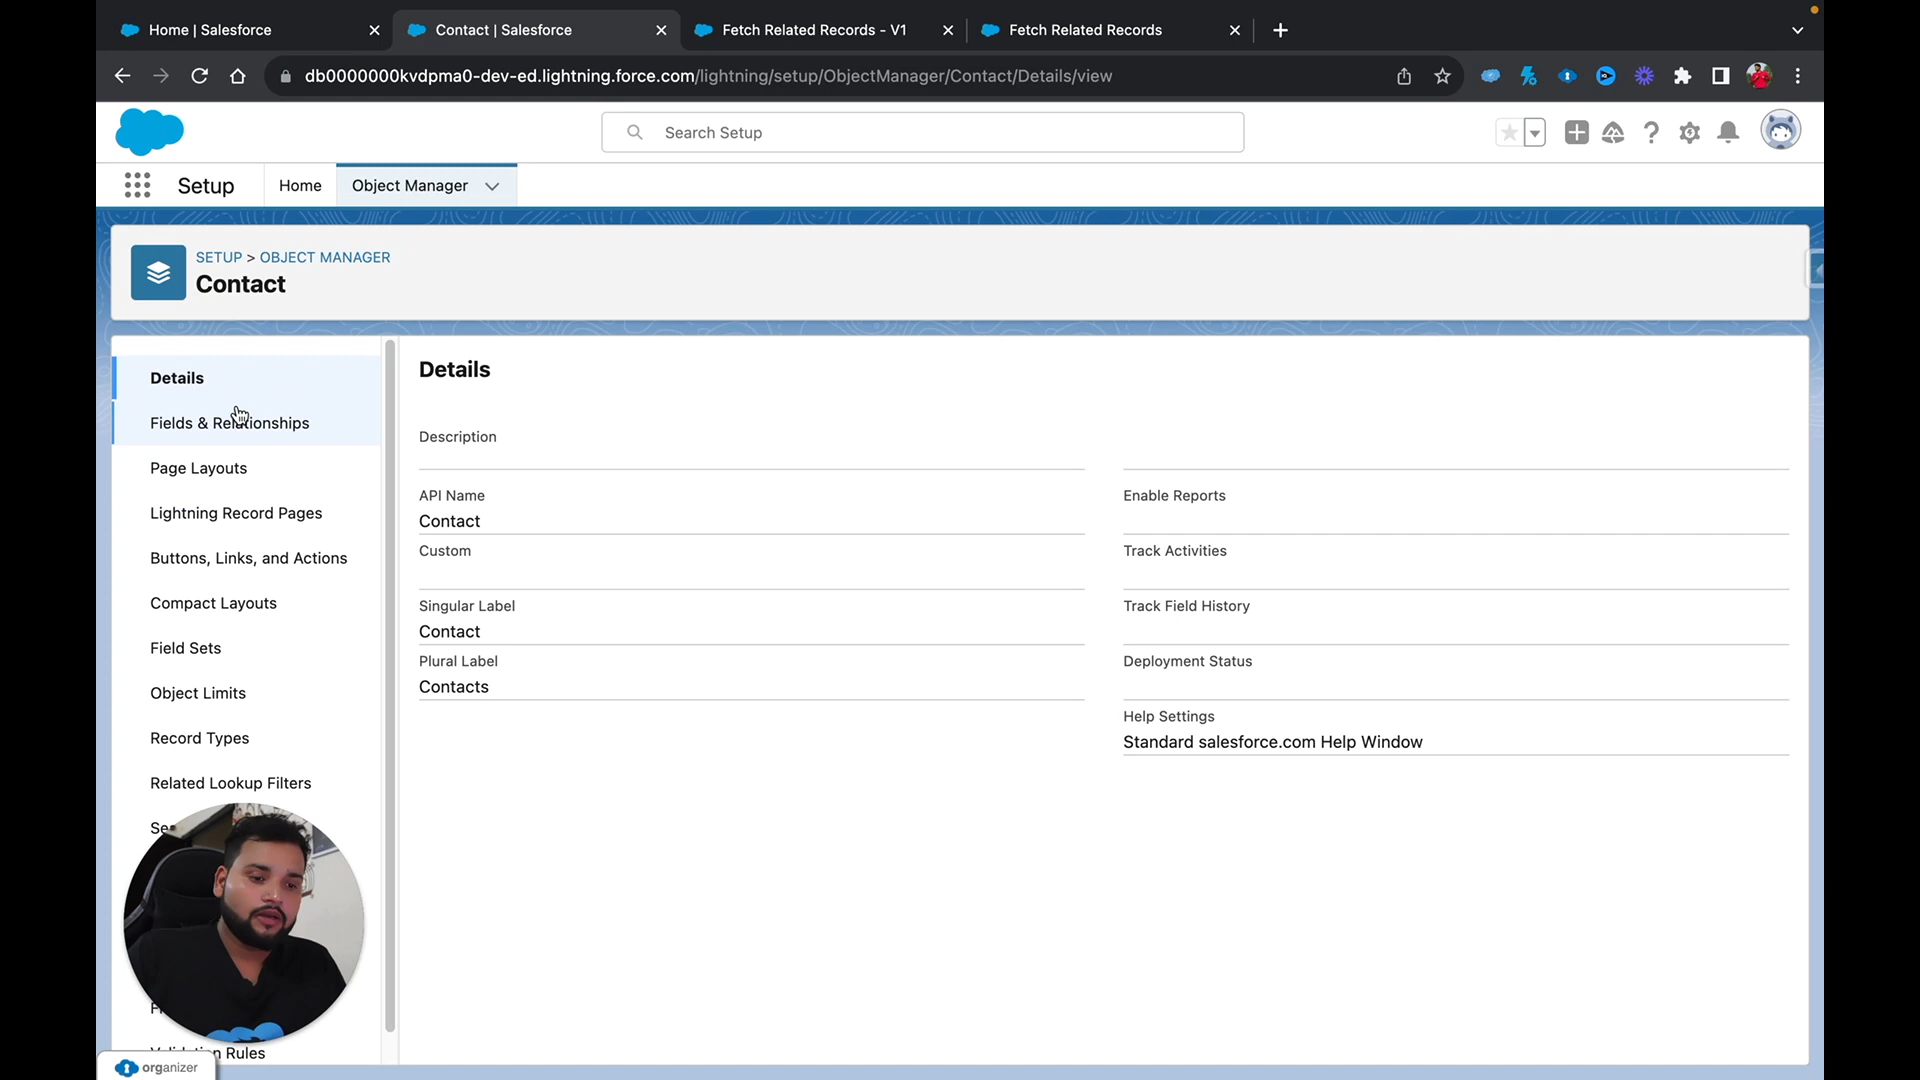 Home | Salesforce
Contact | Salesforce
Fetch Related Records - V1
Fetch Related Records
db0000000kvdpma0-dev-ed.lightning.force.com/lightning/setup/ObjectManager/Contact/Details/view
Search Setup
Setup
Home
Object Manager
SETUP > OBJECT MANAGER
Contact
Details
Fields & Relationships
Page Layouts
Lightning Record Pages
Buttons, Links, and Actions
Compact Layouts
Field Sets
Object Limits
Record Types
Related Lookup Filters
Rules
organizer
Details
Description
API Name
Contact
Custom
Singular Label
Contact
Plural Label
Contacts
Enable Reports
Track Activities
Track Field History
Deployment Status
Help Settings
Standard salesforce.com Help Window